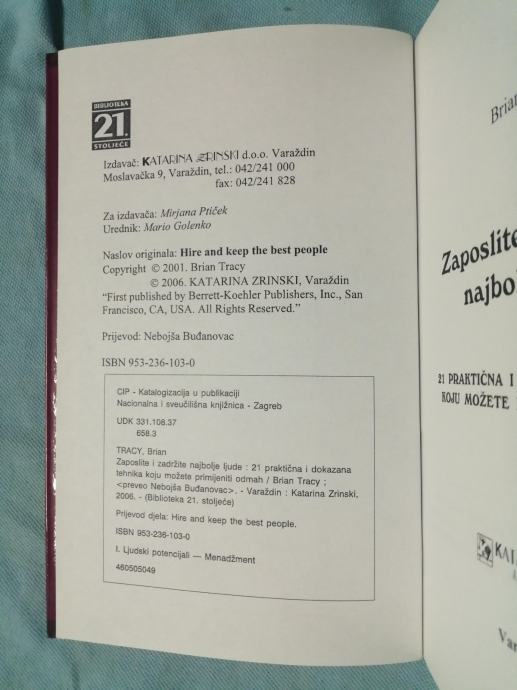 BIBLIOTEKA
21.
STOLJEĆE
Izdavač: KATARINA ZRINSKI d.o.o. Varaždin
Moslavačka 9, Varaždin, tel.: 042/241 000
fax: 042/241 828
Za izdavača: Mirjana Ptiček
Urednik: Mario Golenko
Naslov originala: Hire and keep the best people
Copyright © 2001. Brian Tracy
© 2006. KATARINA ZRINSKI, Varaždin
"First published by Berrett-Koehler Publishers, Inc., San
Francisco, CA, USA. All Rights Reserved."
Prijevod: Nebojša Buđanovac
ISBN 953-236-103-0
CIP - Katalogizacija u publikaciji
Nacionalna i sveučilišna knjižnica - Zagreb
UDK 331.108.37
658.3
TRACY, Brian
Zaposlite i zadržite najbolje ljude : 21 praktična i dokazana
tehnika koju možete primijeniti odmah / Brian Tracy ;
<preveo Nebojša Buđanovac>. - Varaždin : Katarina Zrinski,
2006. - (Biblioteka 21. stoljeće)
Prijevod djela: Hire and keep the best people.
ISBN 953-236-103-0
I. Ljudski potencijali — Menadžment
460505049
Brian
Zaposlite
najbo
21 PRAKTIČNA I
KOJU MOŽETE
KATA
Var